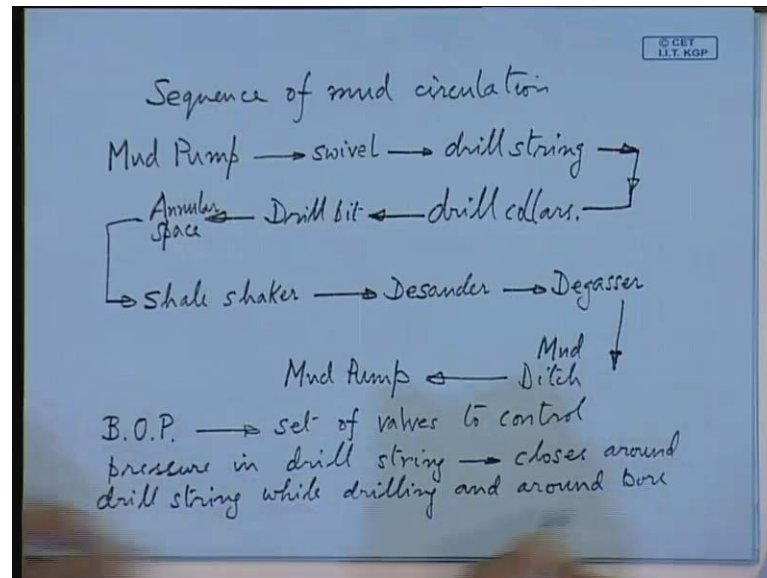 © CET
I.I.T. KGP
Sequence of mud circulation
Mud Pump → swivel → drill string →
Annular space ← Drill bit ← drill collars.
→ Shale shaker → Desander → Degasser
Mud Pump ← Mud Ditch
B.O.P. → set of valves to control
pressure in drill string → closes around
drill string while drilling and around bore